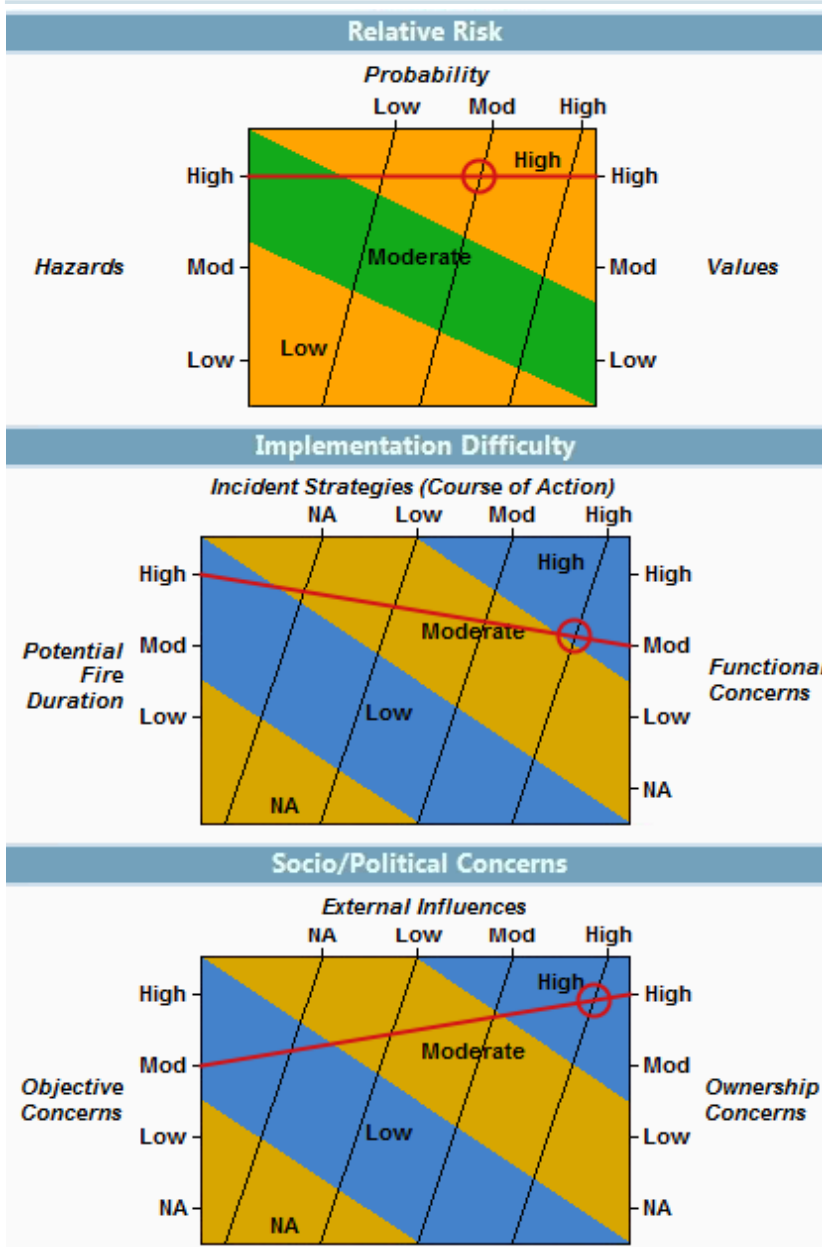 Relative Risk
Probability
Low Mod High
High High High
Hazards Mod Moderate Mod Values
Low Low Low
Implementation Difficulty
Incident Strategies (Course of Action)
NA Low Mod High
High High High
Potential
Fire
Duration
Mod Moderate Mod
Functional
Concerns
Low Low Low
NA NA
Socio/Political Concerns
External Influences
NA Low Mod High
High High High
Objective
Concerns
Mod Moderate Mod
Ownership
Concerns
Low Low Low
NA NA NA